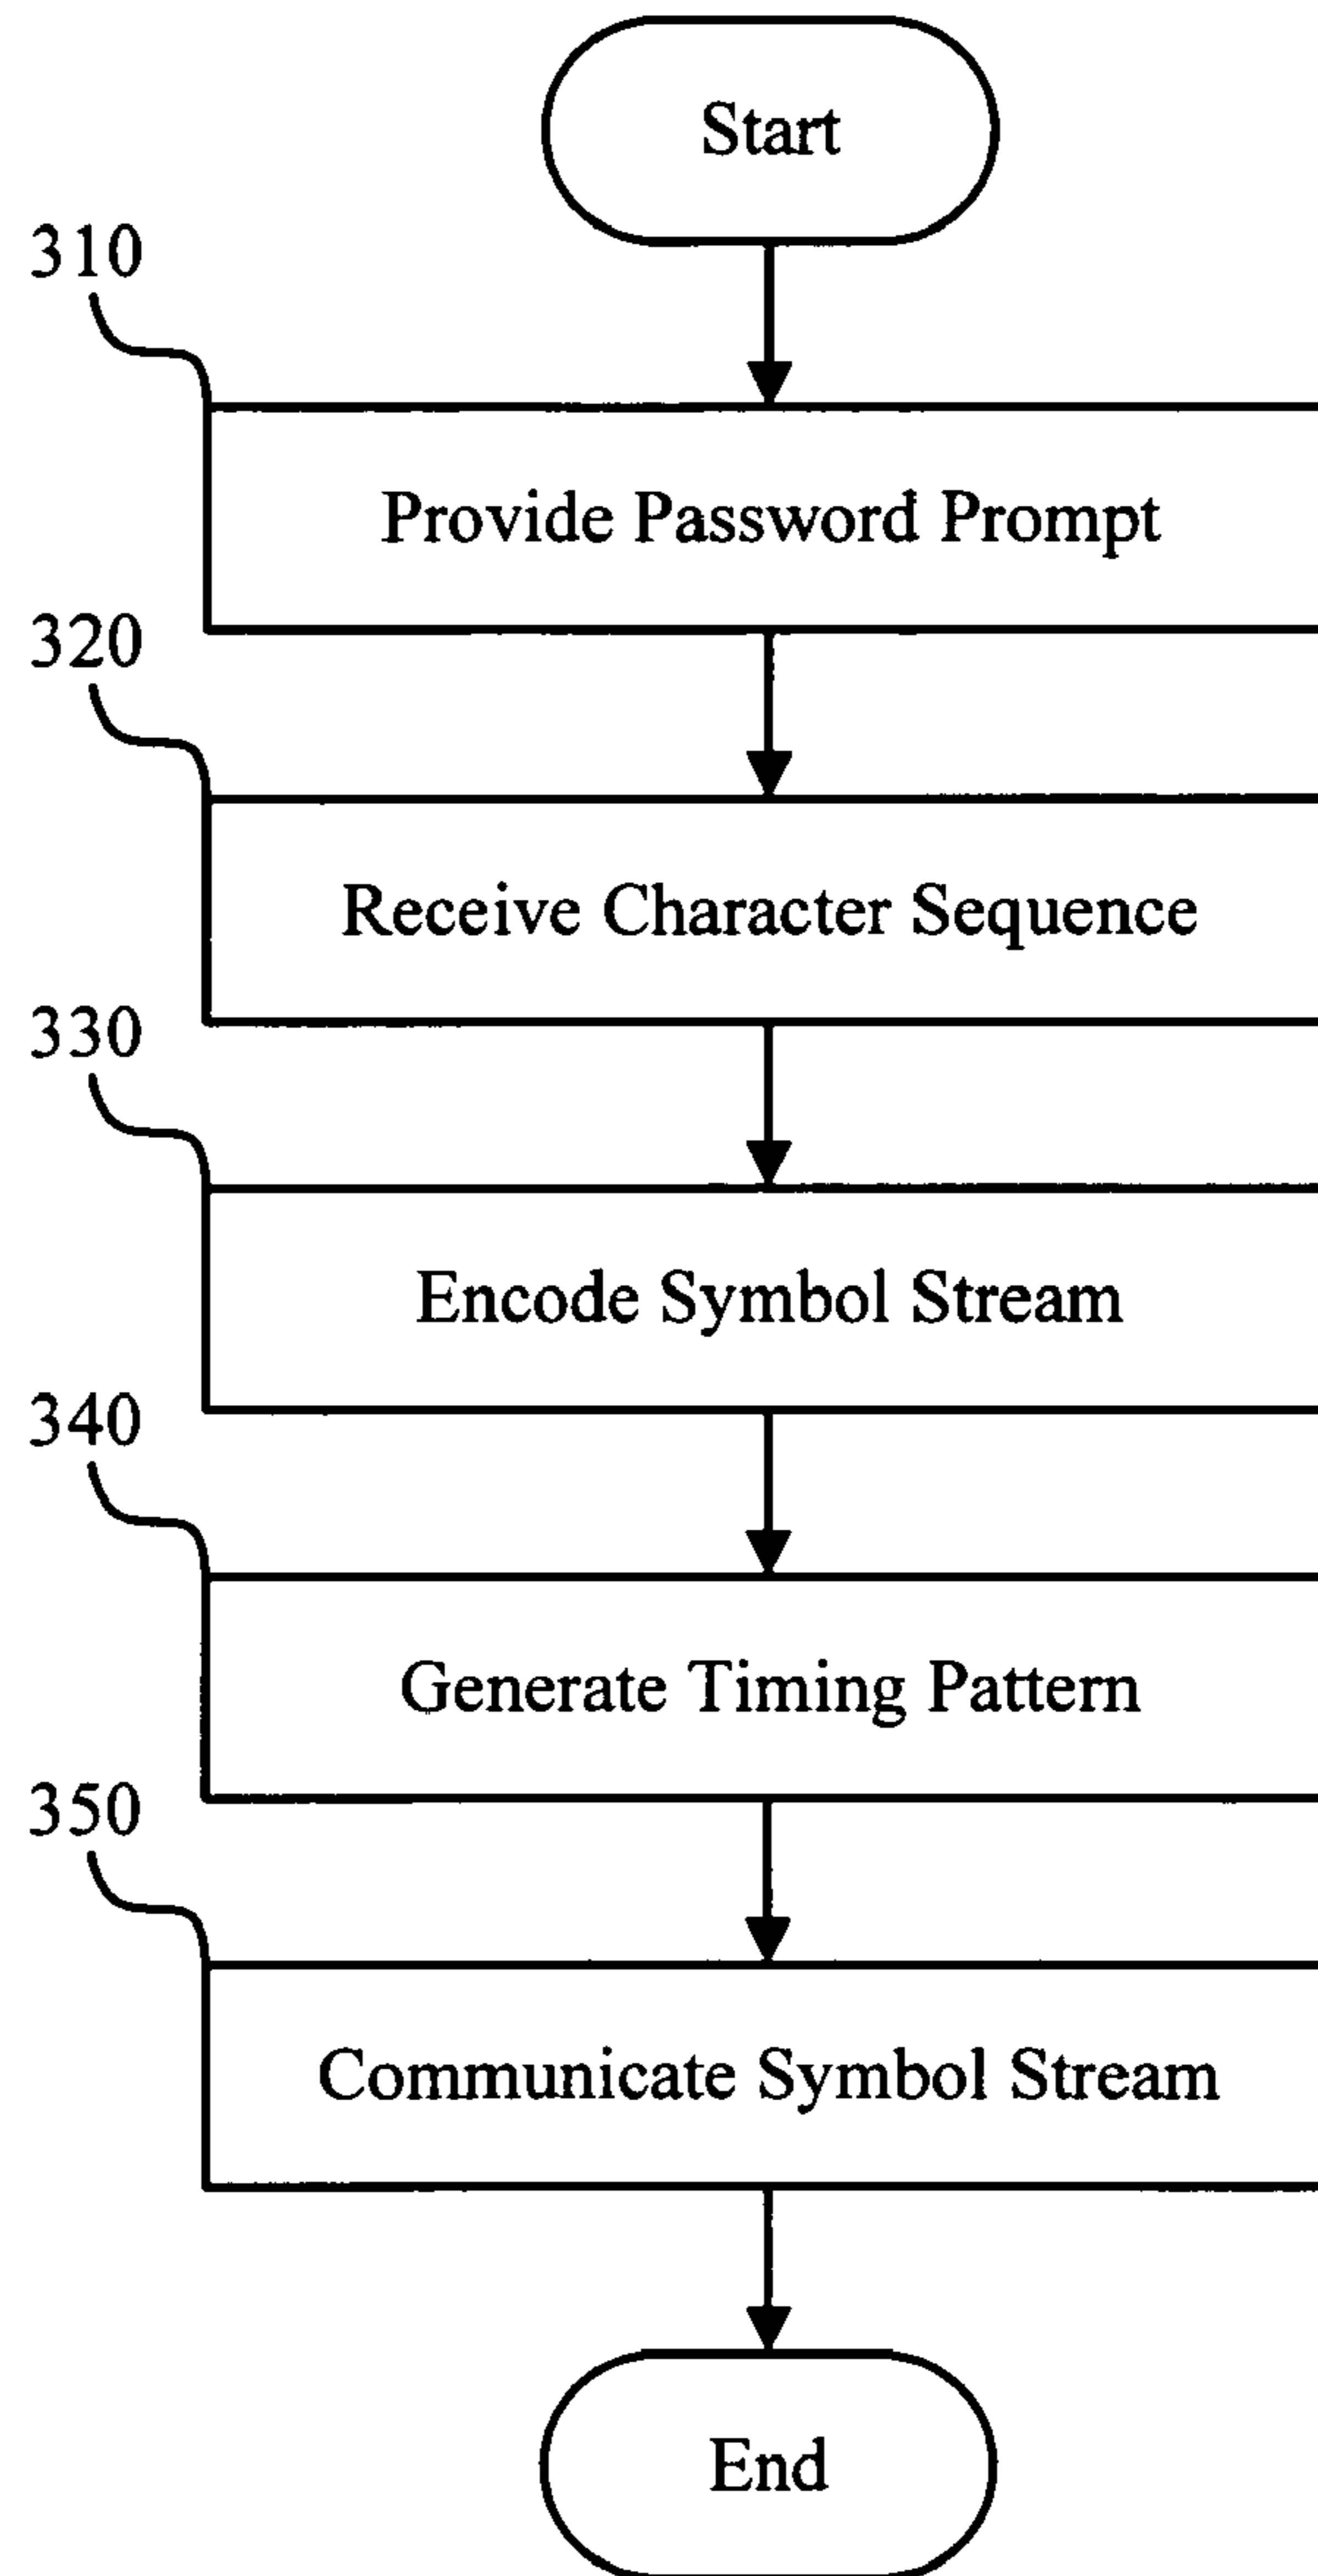 Start
310
Provide Password Prompt
320
Receive Character Sequence
330
Encode Symbol Stream
340
Generate Timing Pattern
350
Communicate Symbol Stream
End